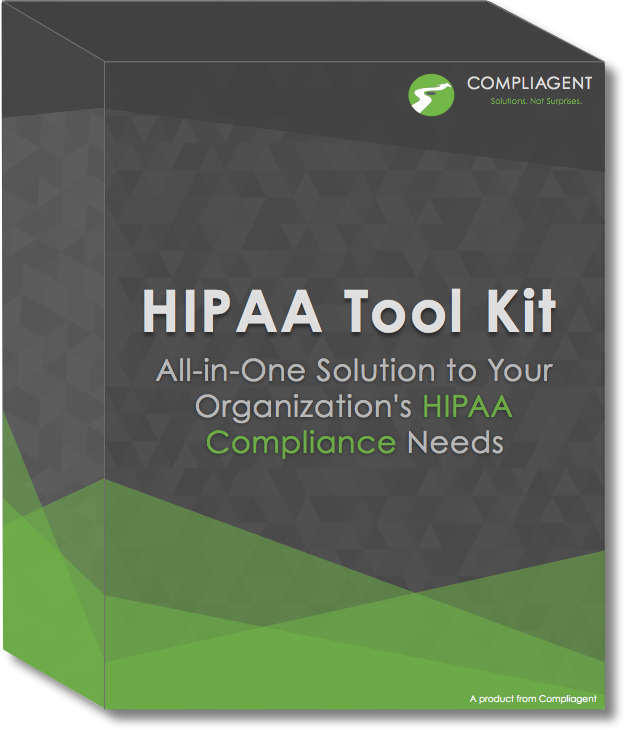 COMPLIAGENT
Solutions. Not Surprises.
HIPAA Tool Kit
All-in-One Solution to Your
Organization's HIPAA
Compliance Needs
A product from Compliagent